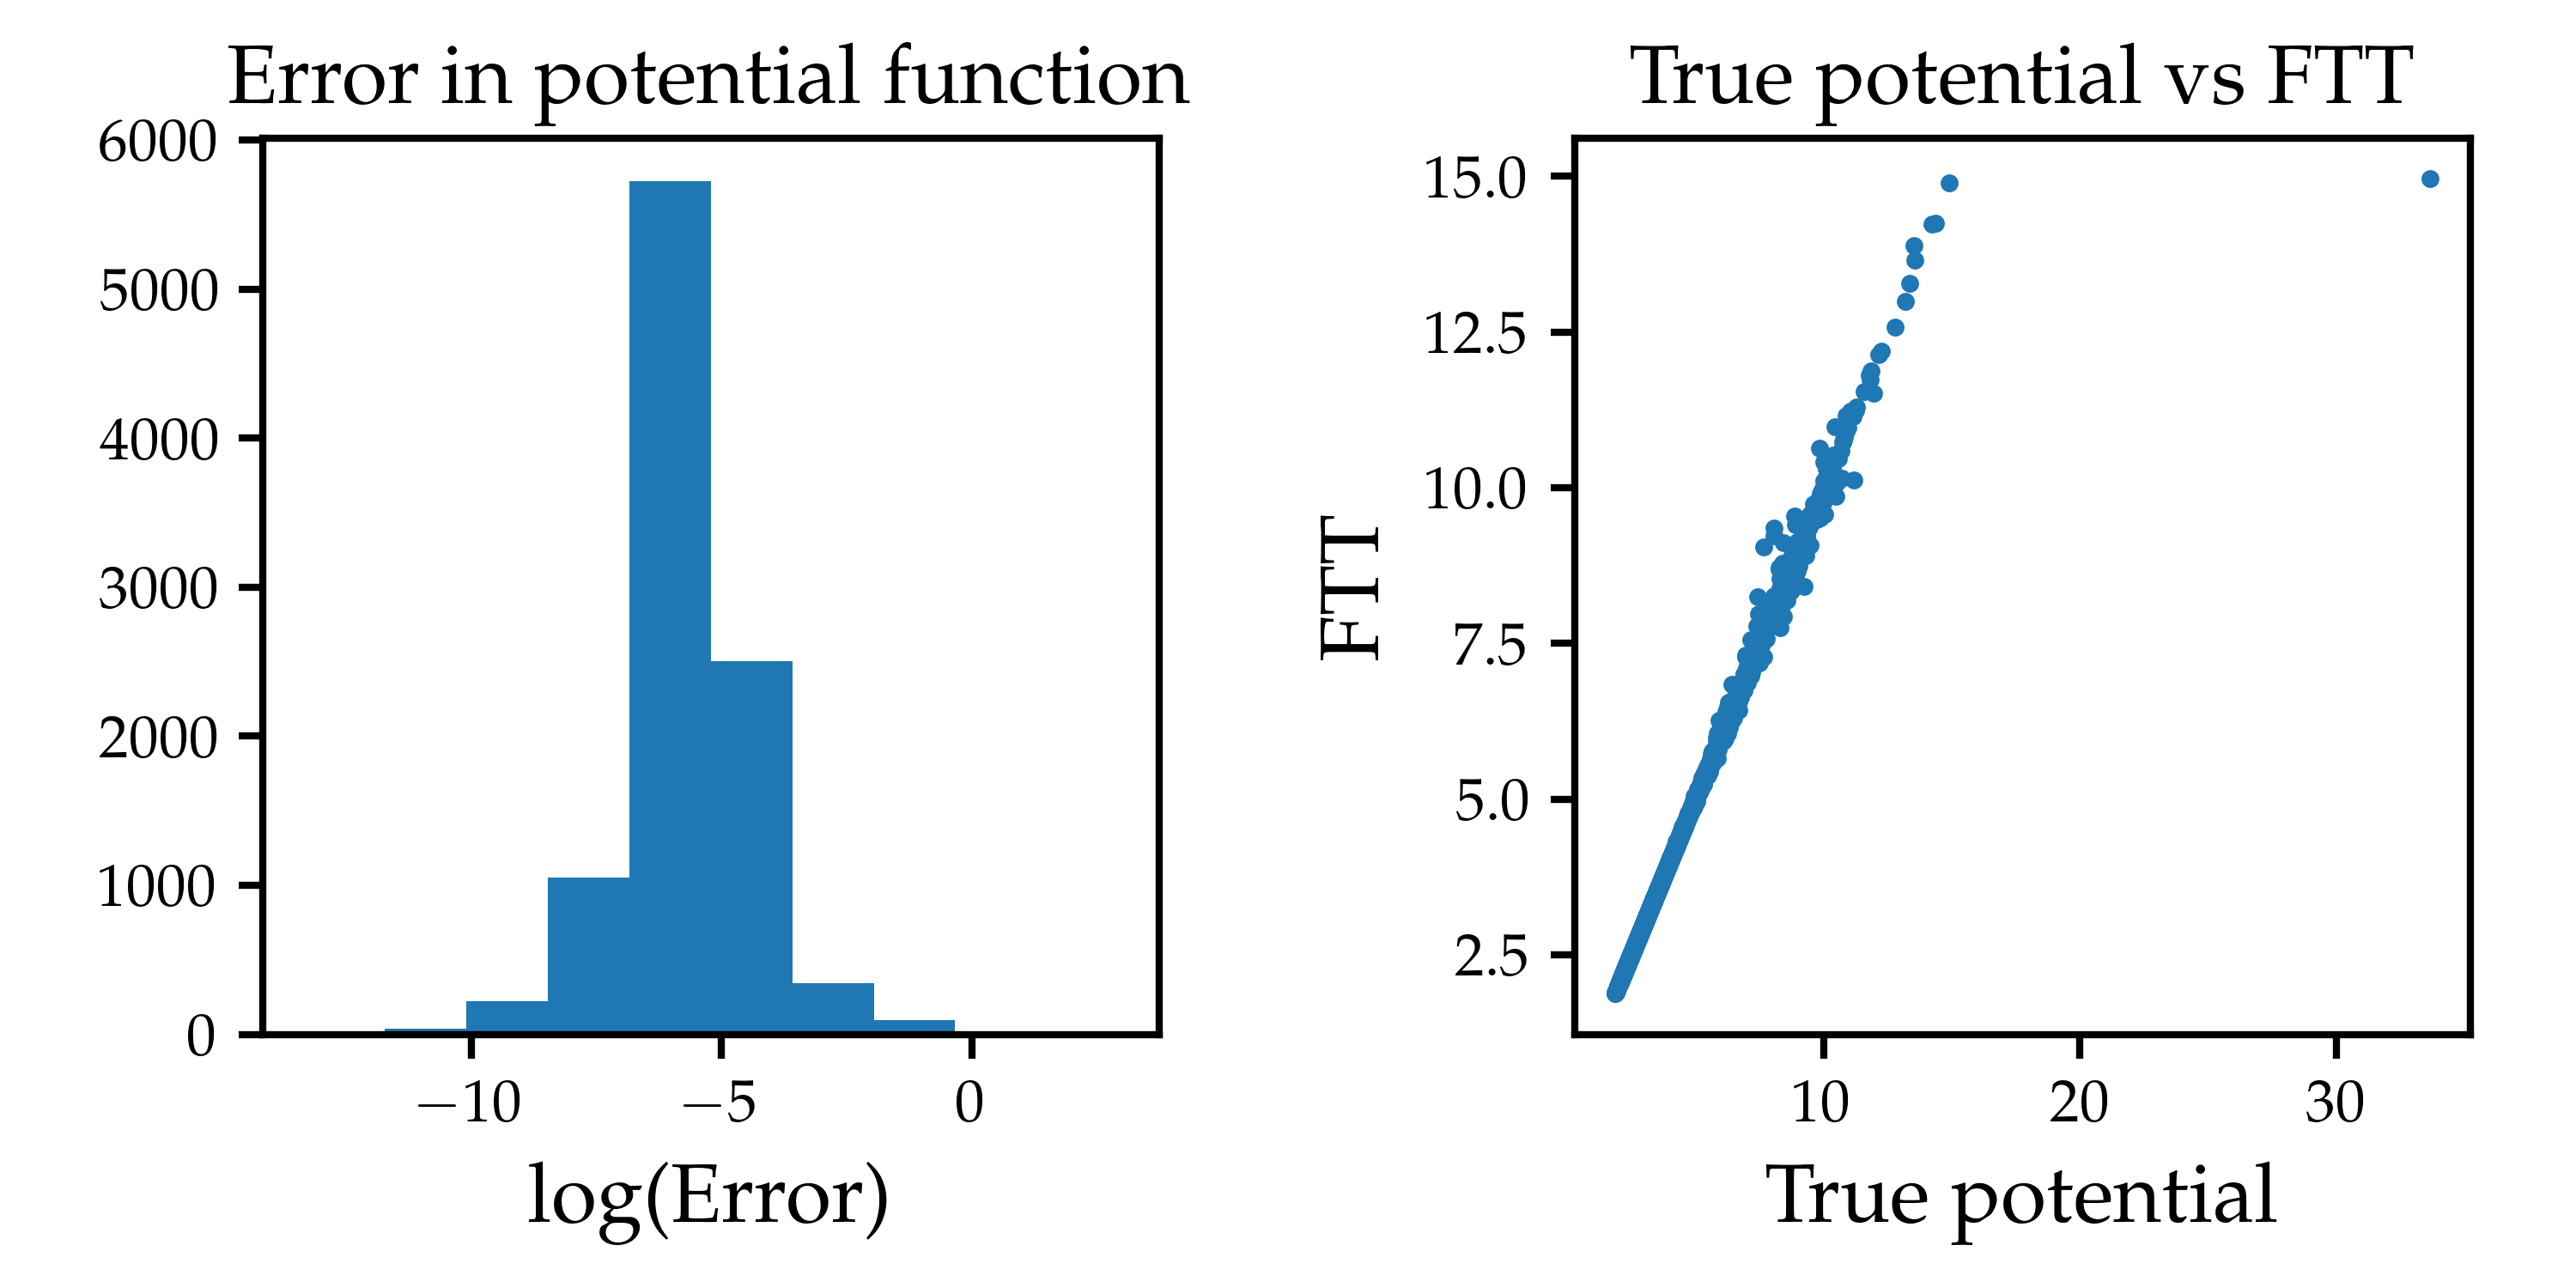 Error in potential function
6000
5000
4000
3000
2000
1000
0
−10 −5 0
log(Error)
True potential vs FTT
FTT
15.0
12.5
10.0
7.5
5.0
2.5
10 20 30
True potential